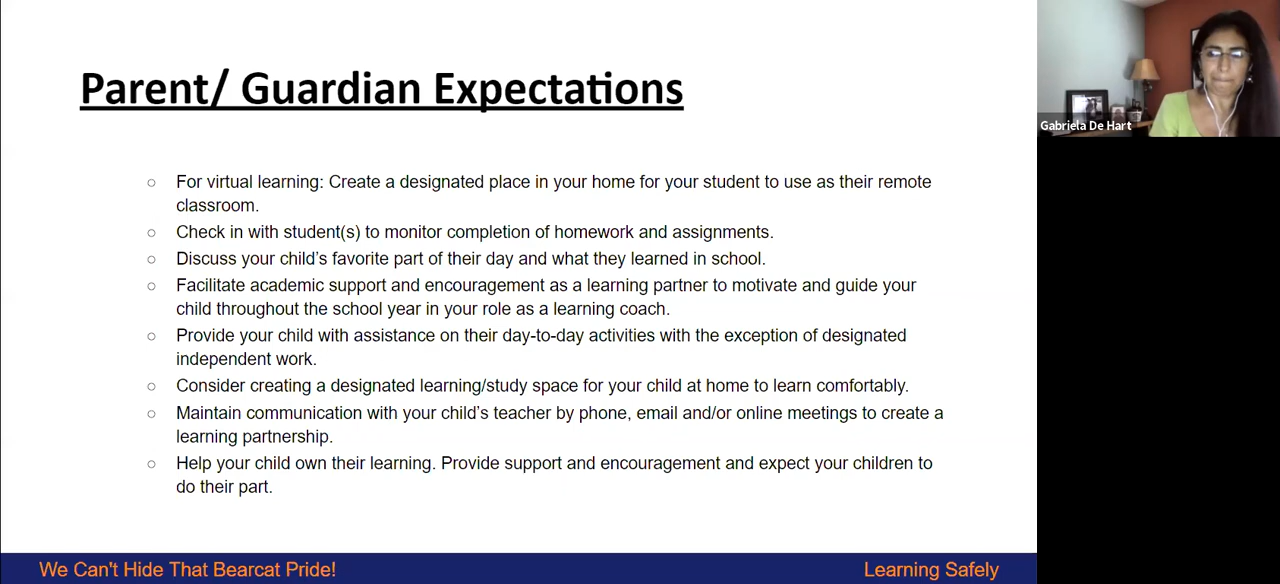 Parent/ Guardian Expectations
○ For virtual learning: Create a designated place in your home for your student to use as their remote
classroom.
○ Check in with student(s) to monitor completion of homework and assignments.
○ Discuss your child’s favorite part of their day and what they learned in school.
○ Facilitate academic support and encouragement as a learning partner to motivate and guide your
child throughout the school year in your role as a learning coach.
○ Provide your child with assistance on their day-to-day activities with the exception of designated
independent work.
○ Consider creating a designated learning/study space for your child at home to learn comfortably.
○ Maintain communication with your child’s teacher by phone, email and/or online meetings to create a
learning partnership.
○ Help your child own their learning. Provide support and encouragement and expect your children to
do their part.
We Can't Hide That Bearcat Pride!
Learning Safely
Gabriela De Hart